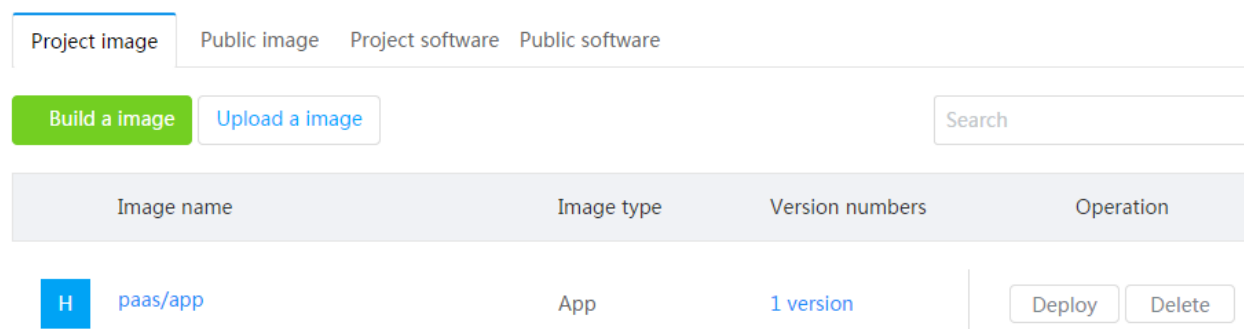 Project image Public image Project software Public software
Build a image Upload a image Search
Image name Image type Version numbers Operation
H paas/app App 1 version Deploy Delete